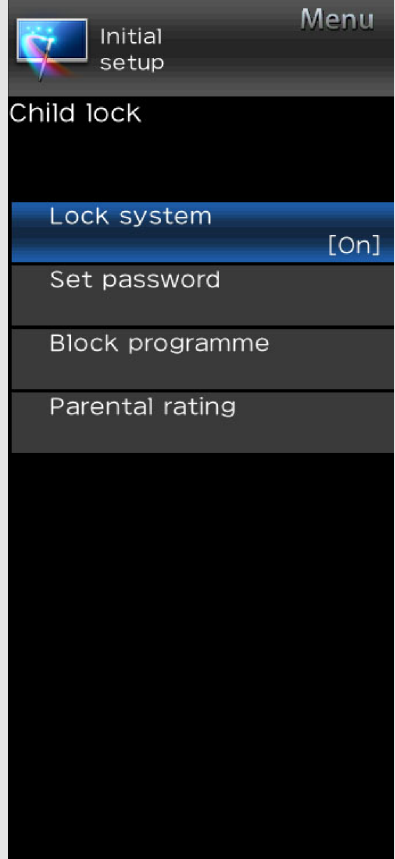 Menu
Initial
setup
Child lock
Lock system
[On]
Set password
Block programme
Parental rating